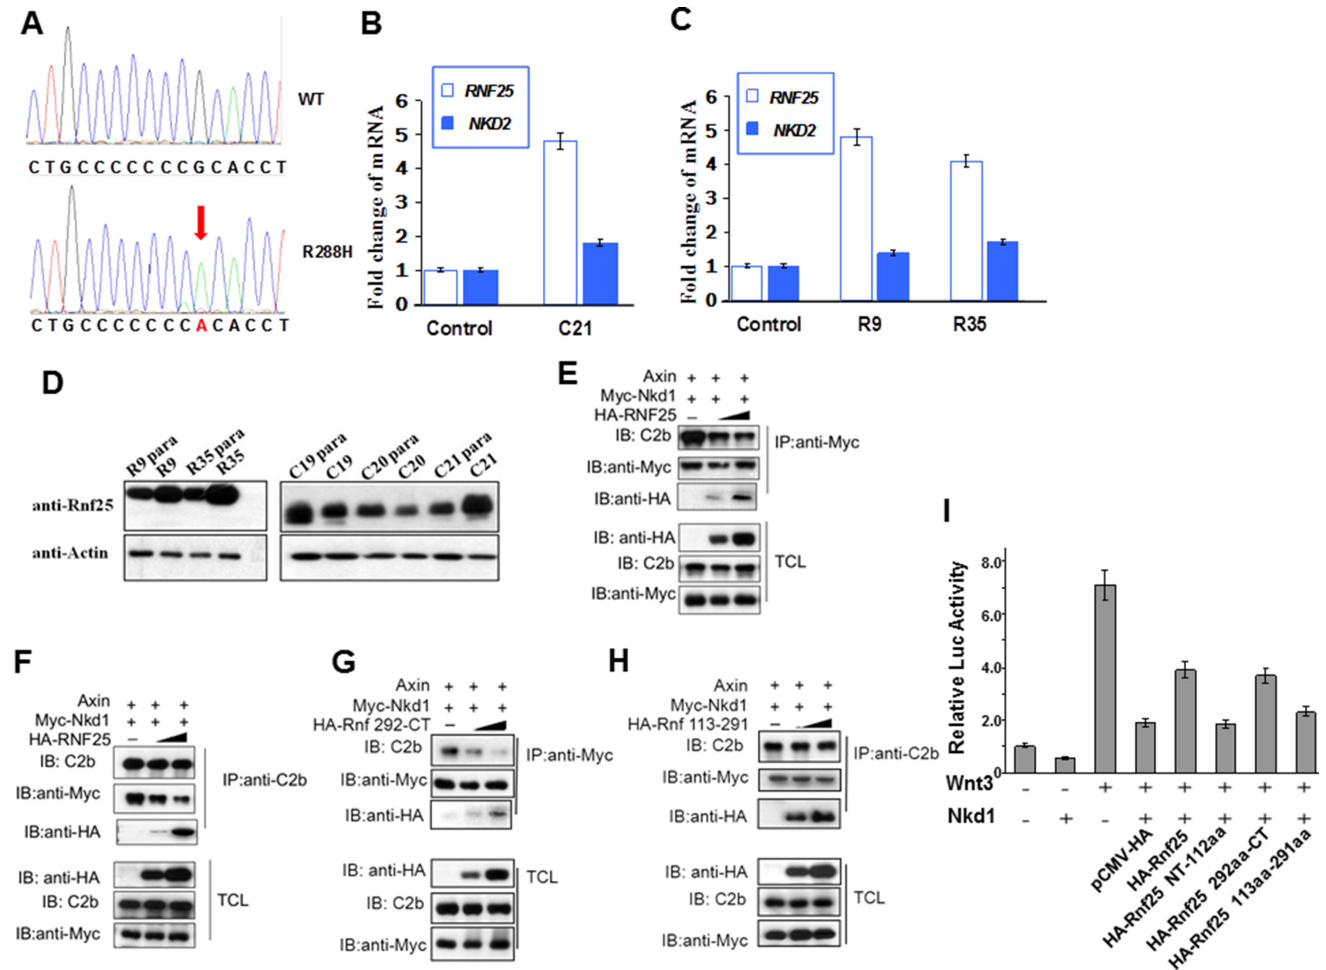 A
WT
C T G C C C C C C C G C A C C T
R288H
C T G C C C C C C C A C A C C T
B
RNF25
NKD2
Fold change of mRNA
6
5
4
3
2
1
0
Control C21
C
RNF25
NKD2
Fold change of mRNA
6
5
4
3
2
1
0
Control R9 R35
D
R9 para R9 R35 para R35
C19 para C19 C20 para C20 C21 para C21
anti-Rnf25
anti-Actin
E
Axin + + +
Myc-Nkd1 + + +
HA-RNF25 –
IB: C2b
IB:anti-Myc
IB:anti-HA
IP:anti-Myc
IB: anti-HA
IB: C2b
IB:anti-Myc
TCL
F
Axin + + +
Myc-Nkd1 + + +
HA-RNF25 –
IB: C2b
IB:anti-Myc
IB:anti-HA
IP:anti-C2b
IB: anti-HA
IB: C2b
IB:anti-Myc
TCL
G
Axin + + +
Myc-Nkd1 + + +
HA-Rnf 292-CT –
IB: C2b
IB:anti-Myc
IB:anti-HA
IP:anti-Myc
IB: anti-HA
IB: C2b
IB:anti-Myc
TCL
H
Axin + + +
Myc-Nkd1 + + +
HA-Rnf 113-291 –
IB: C2b
IB:anti-Myc
IB:anti-HA
IP:anti-C2b
IB: anti-HA
IB: C2b
IB:anti-Myc
TCL
I
Relative Luc Activity
8.0
6.0
4.0
2.0
0
Wnt3 – – + + + + + +
Nkd1 – + – + + + + +
pCMV-HA
HA-Rnf25
HA-Rnf25 NT-112aa
HA-Rnf25 292aa-CT
HA-Rnf25 113aa-291aa